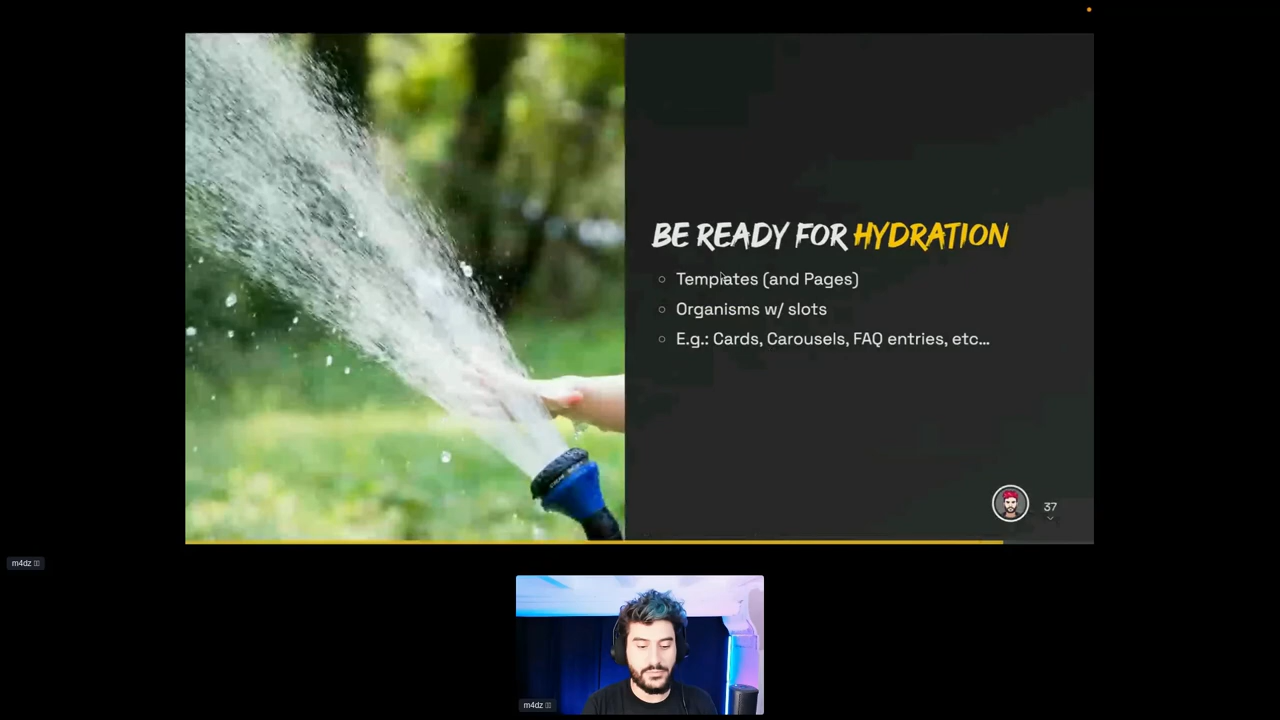 BE READY FOR HYDRATION
Templates (and Pages)
Organisms w/ slots
E.g.: Cards, Carousels, FAQ entries, etc...
37
m4dz
m4dz